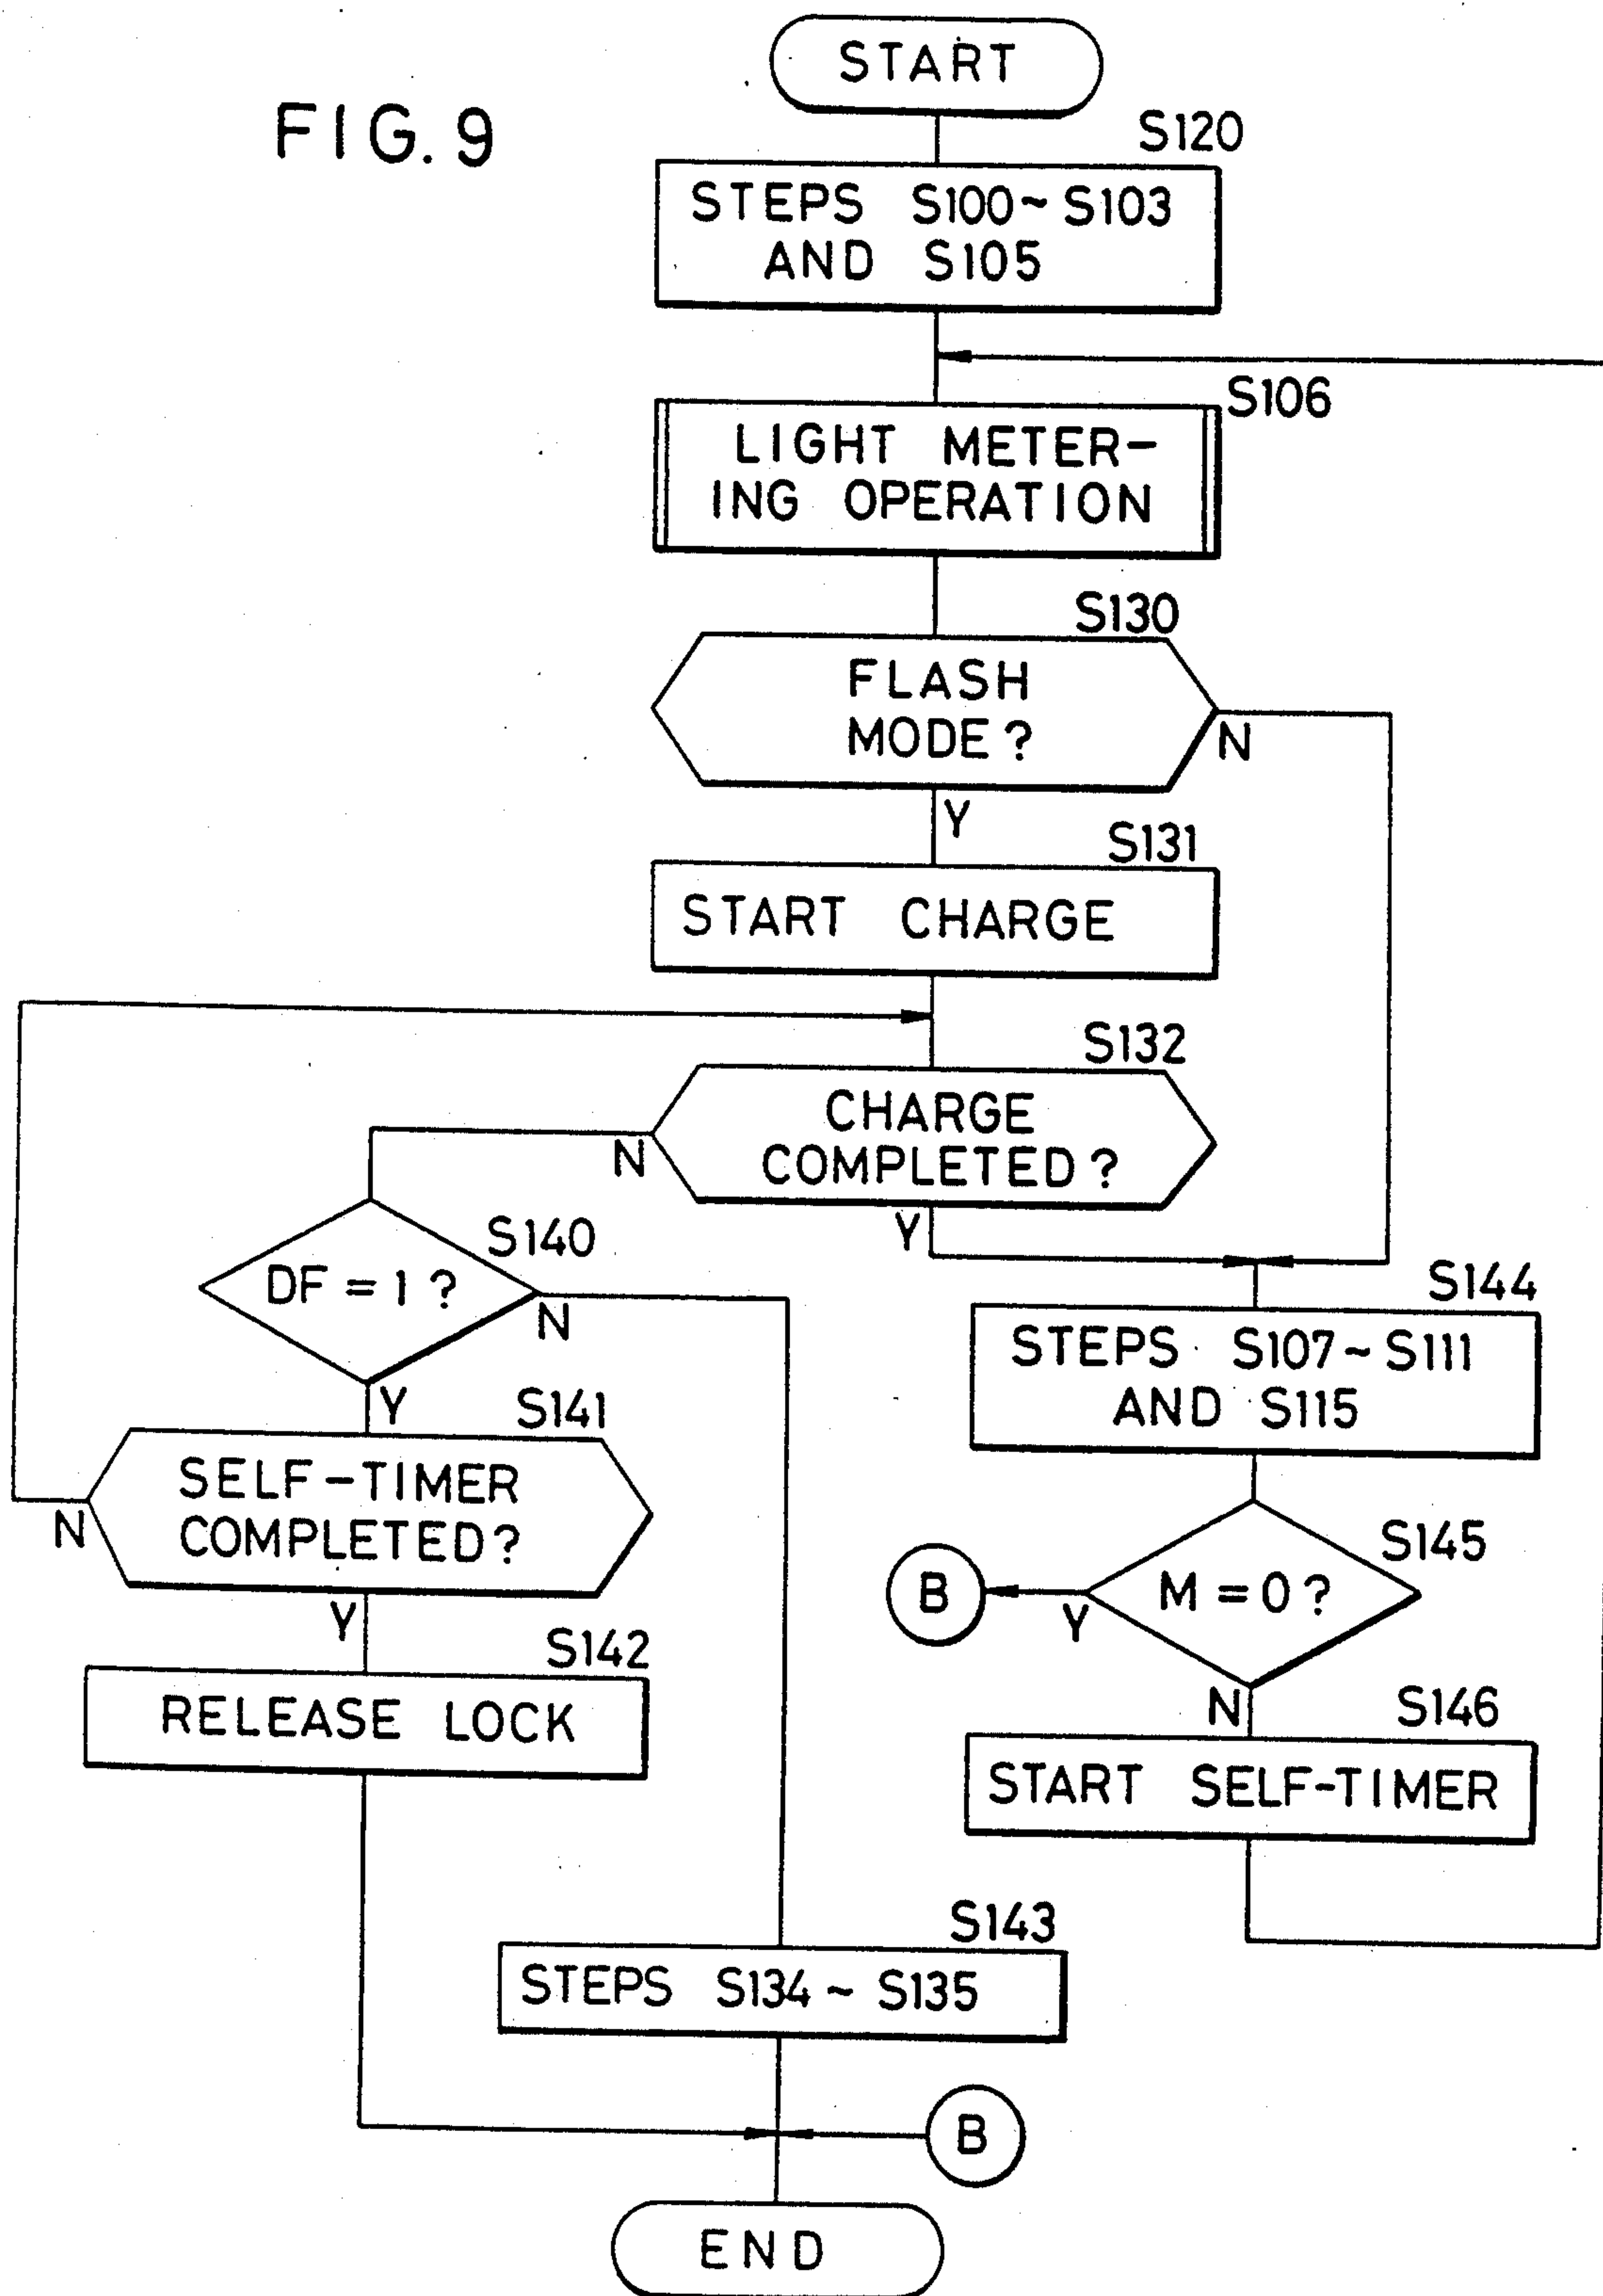 FIG. 9
START
S120
STEPS S100~S103
AND S105
S106
LIGHT METER-
ING OPERATION
S130
FLASH
MODE?
N
Y
S131
START CHARGE
S132
CHARGE
COMPLETED?
N
Y
S140
DF = 1 ?
N
Y
S144
STEPS S107~S111
AND S115
S141
SELF-TIMER
COMPLETED?
N
Y
S145
M = 0 ?
B
Y
N
S142
RELEASE LOCK
S146
START SELF-TIMER
S143
STEPS S134~S135
B
END